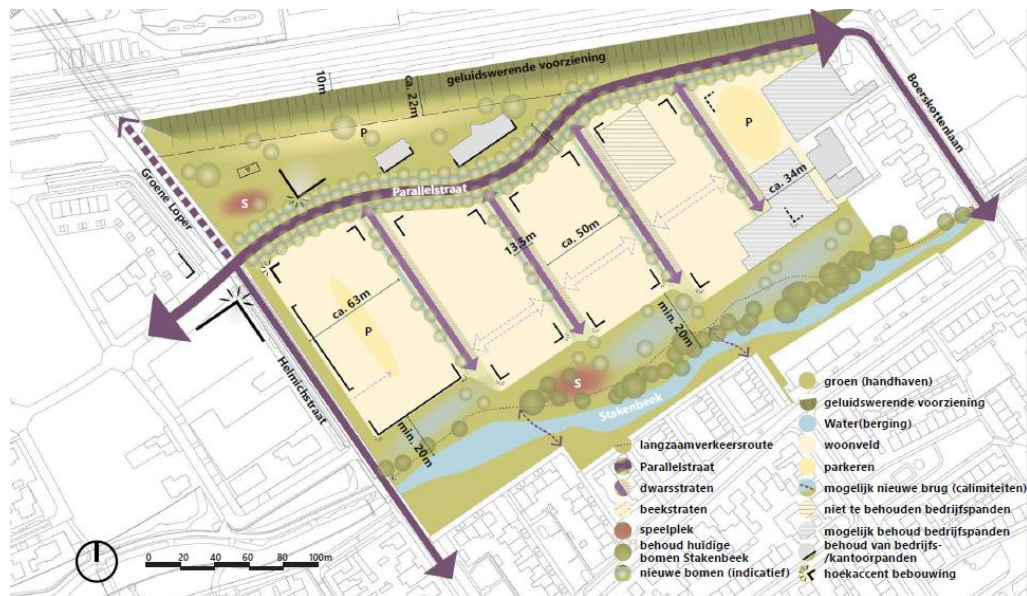 geluidswerende voorziening
10m
ca. 22m
P
P
Boerskottenlaan
Groene Loper
S
Parallelstraat
ca. 34m
13.5m
ca. 50m
ca. 63m
P
min. 20m
Helmichstraat
S
Stakenbeek
min. 20m
langzaamverkeersroute
Parallelstraat
dwarsstraten
beekstraten
speelplek
behoud huidige
bomen Stakenbeek
nieuwe bomen (indicatief)
groen (handhaven)
geluidswerende voorziening
Water(berging)
woonveld
parkeren
mogelijk nieuwe brug (calimiteiten)
niet te behouden bedrijfspanden
mogelijk behoud bedrijfspanden
behoud van bedrijfs-
/kantoorpanden
hoekaccent bebouwing
0 20 40 60 80 100m